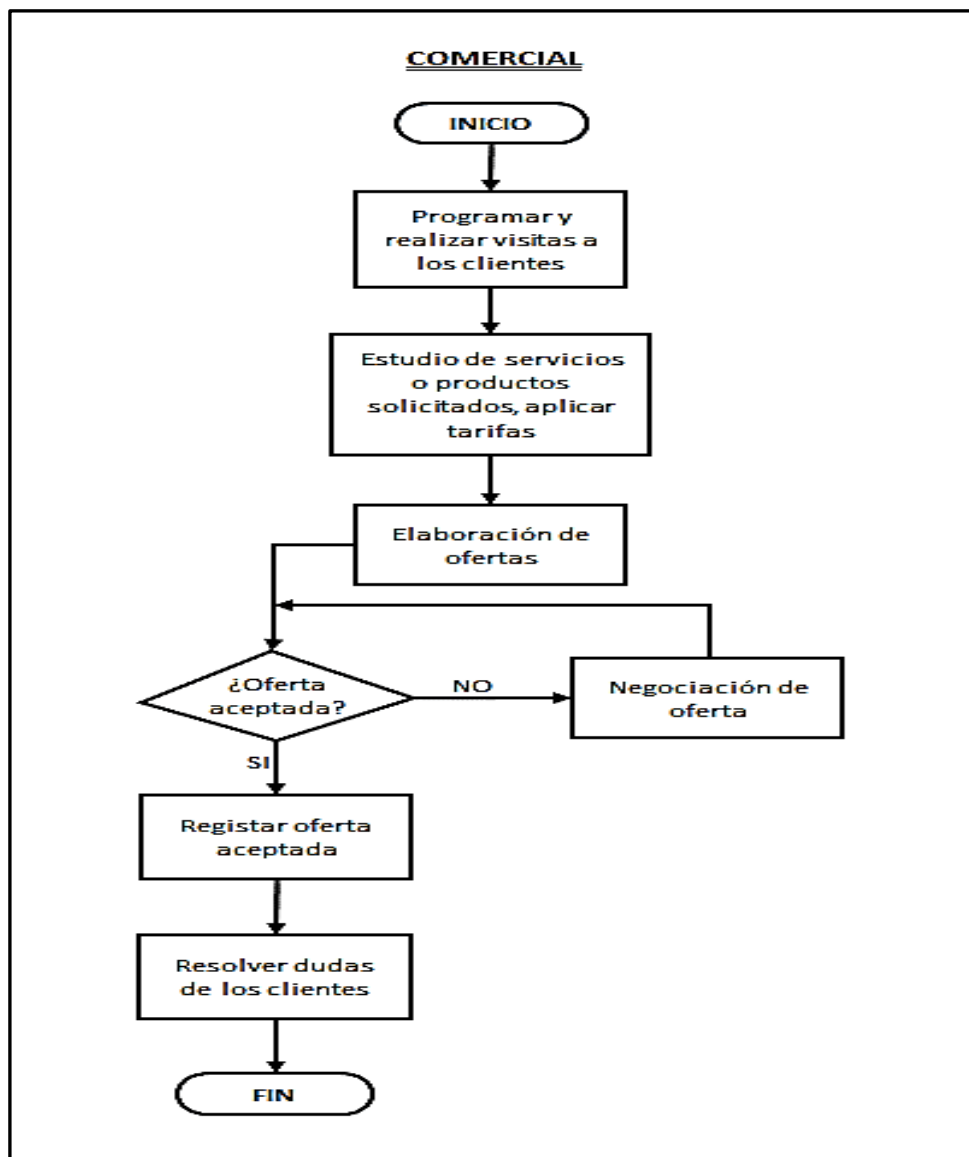 COMERCIAL
INICIO
Programar y
realizar visitas a
los clientes
Estudio de servicios
o productos
solicitados, aplicar
tarifas
Elaboración de
ofertas
¿Oferta
aceptada?
NO
Negociación de
oferta
SI
Registar oferta
aceptada
Resolver dudas
de los clientes
FIN